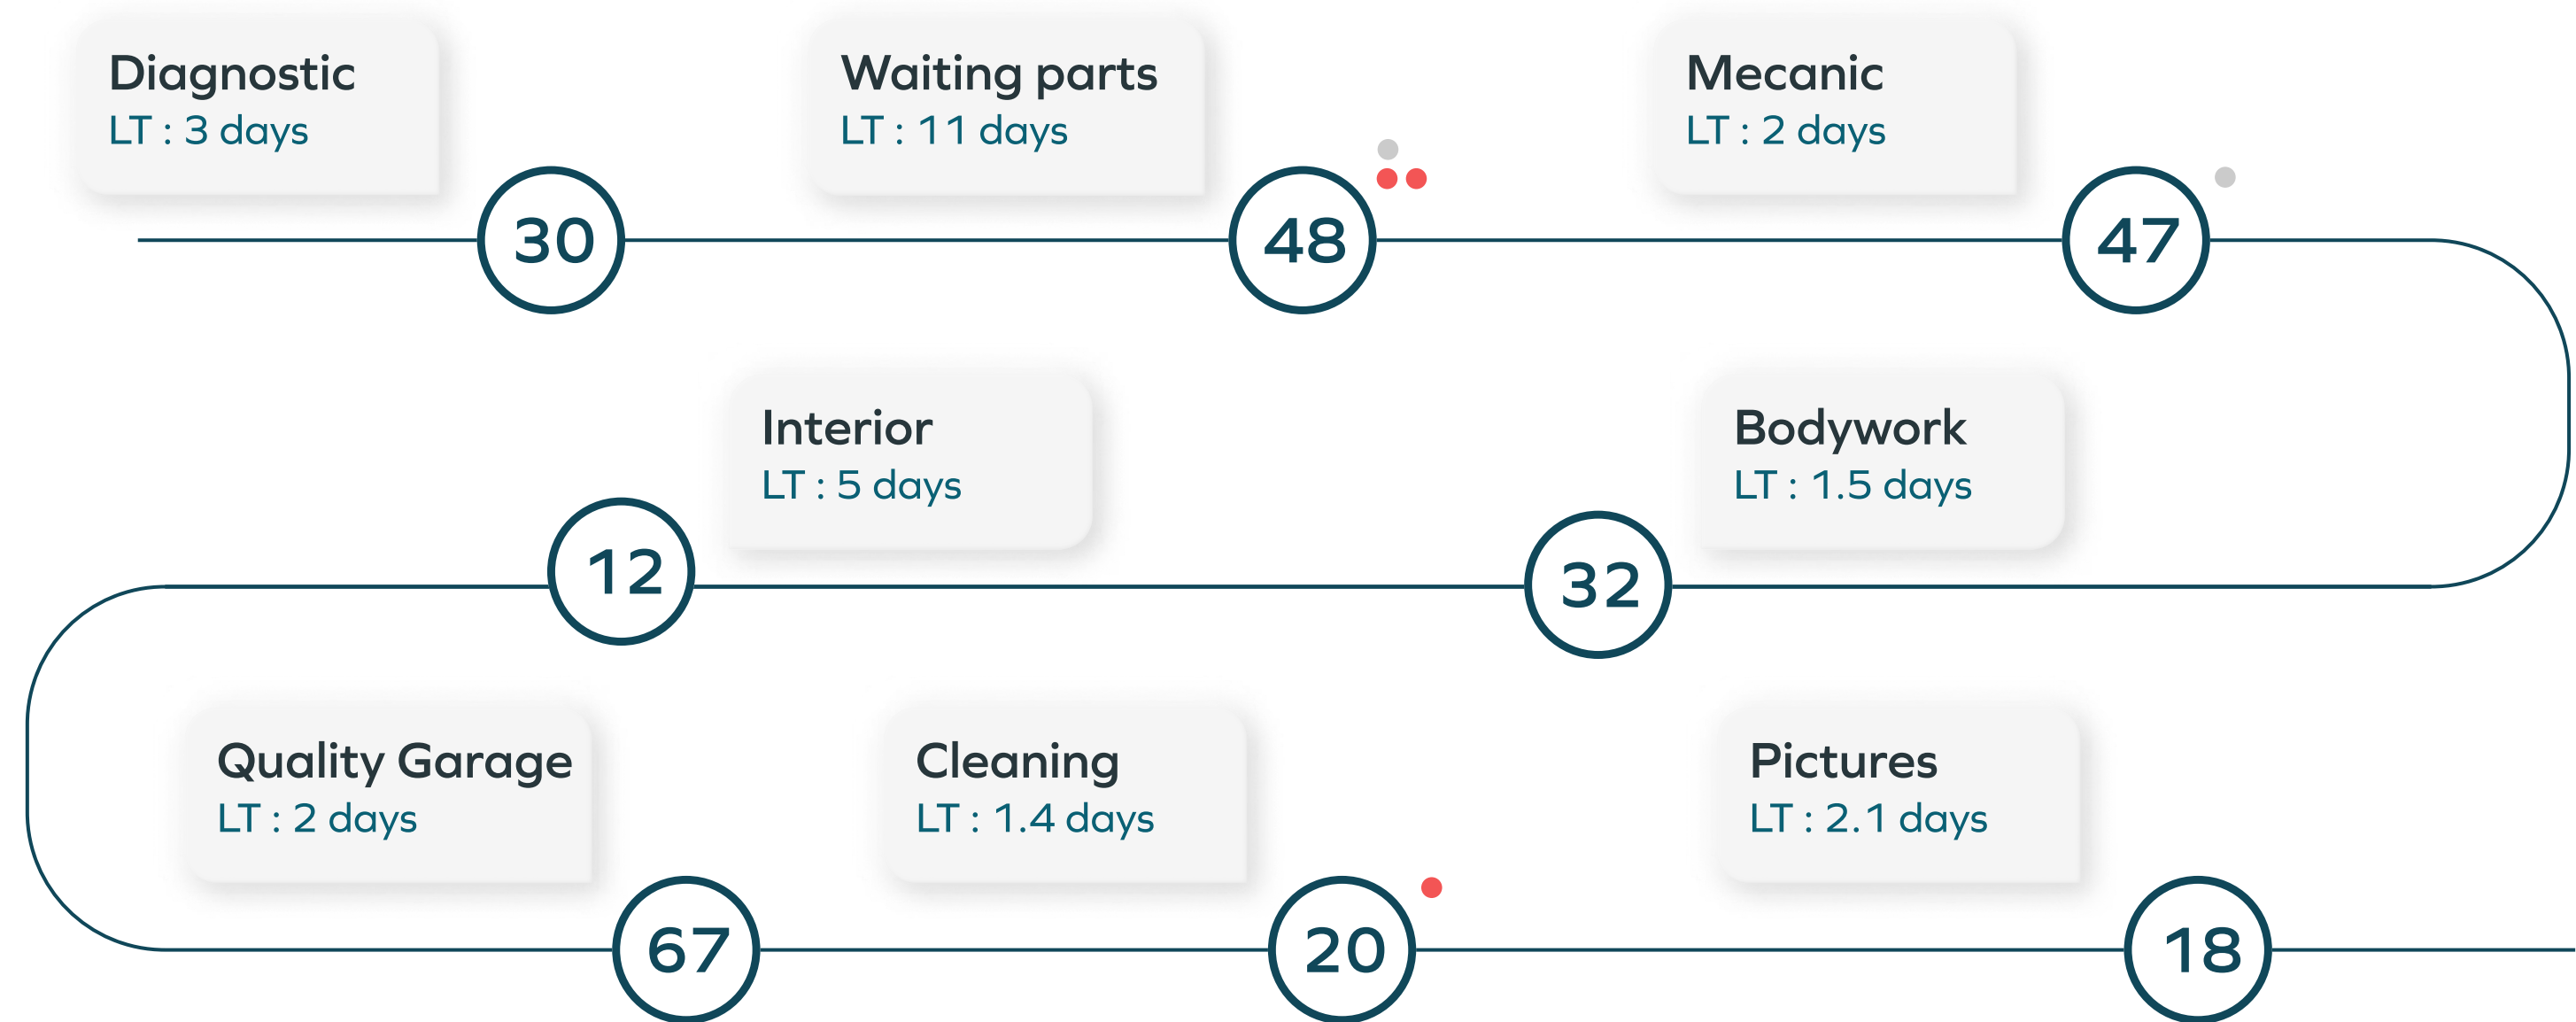 Diagnostic
LT : 3 days
30
Waiting parts
LT : 11 days
48
Mecanic
LT : 2 days
47
Interior
LT : 5 days
12
Bodywork
LT : 1.5 days
32
Quality Garage
LT : 2 days
67
Cleaning
LT : 1.4 days
20
Pictures
LT : 2.1 days
18